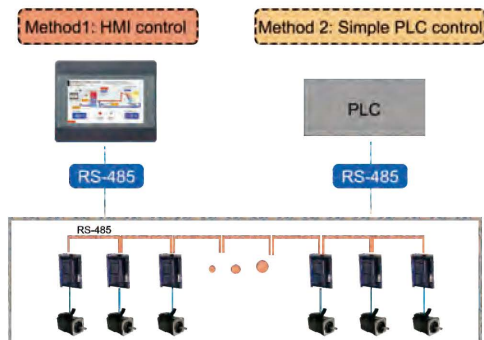 Method1: HMI control
Method 2: Simple PLC control
PLC
RS-485
RS-485
RS-485